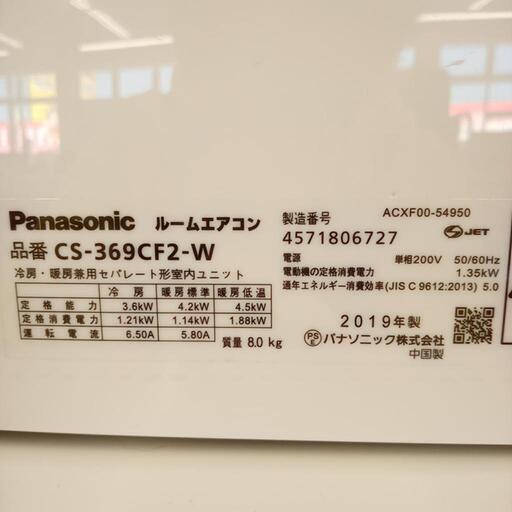 Panasonic ルームエアコン
品番 CS-369CF2-W
冷房・暖房兼用セパレート形室内ユニット
冷房 暖房標準 暖房低温
定格能力 3.6kW 4.2kW 4.5kW
定格消費電力 1.21kW 1.14kW 1.88kW
運転電流 6.50A 5.80A
質量 8.0 kg
ACXF00-54950
製造番号
4571806727
JET
電源 単相200V 50/60Hz
電動機の定格消費電力 1.35kW
通年エネルギー消費効率(JIS C 9612:2013) 5.0
2019年製
PSE パナソニック株式会社
中国製